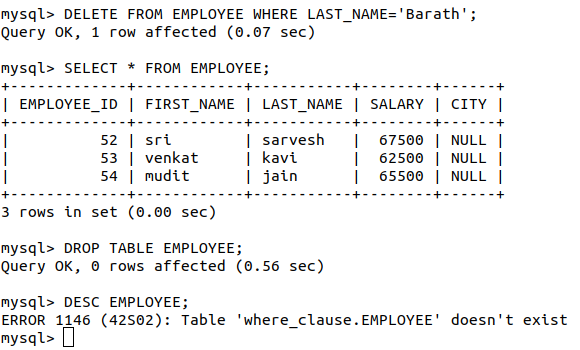 mysql> DELETE FROM EMPLOYEE WHERE LAST_NAME='Barath';
Query OK, 1 row affected (0.07 sec)
mysql> SELECT * FROM EMPLOYEE;
+-------------+------------+-----------+--------+------+
| EMPLOYEE_ID | FIRST_NAME | LAST_NAME | SALARY | CITY |
+-------------+------------+-----------+--------+------+
|          52 | sri        | sarvesh   |  67500 | NULL |
|          53 | venkat     | kavi      |  62500 | NULL |
|          54 | mudit      | jain      |  65500 | NULL |
+-------------+------------+-----------+--------+------+
3 rows in set (0.00 sec)
mysql> DROP TABLE EMPLOYEE;
Query OK, 0 rows affected (0.56 sec)
mysql> DESC EMPLOYEE;
ERROR 1146 (42S02): Table 'where_clause.EMPLOYEE' doesn't exist
mysql>